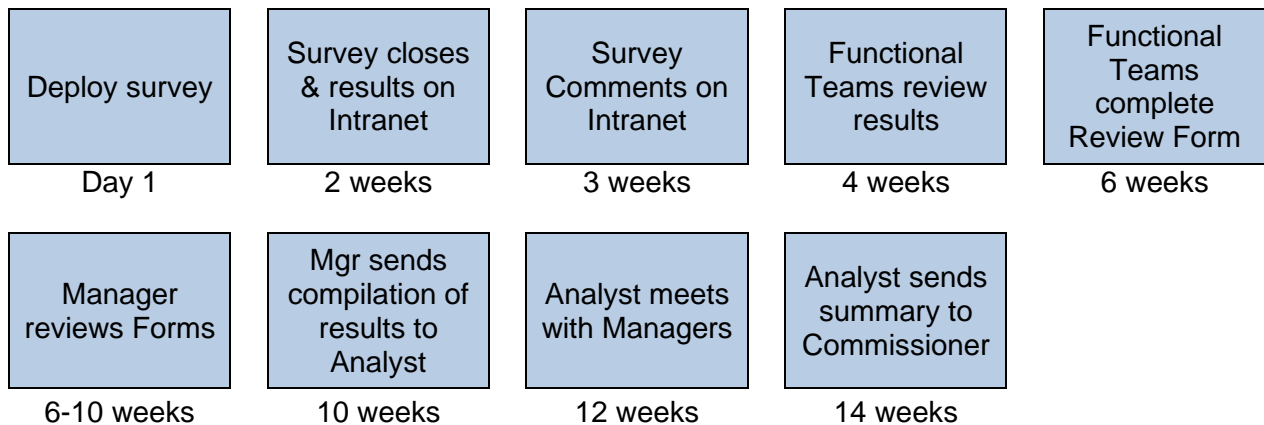 Deploy survey
Survey closes
& results on
Intranet
Survey
Comments on
Intranet
Functional
Teams review
results
Functional
Teams
complete
Review Form
Day 1
2 weeks
3 weeks
4 weeks
6 weeks
Manager
reviews Forms
Mgr sends
compilation of
results to
Analyst
Analyst meets
with Managers
Analyst sends
summary to
Commissioner
6-10 weeks
10 weeks
12 weeks
14 weeks